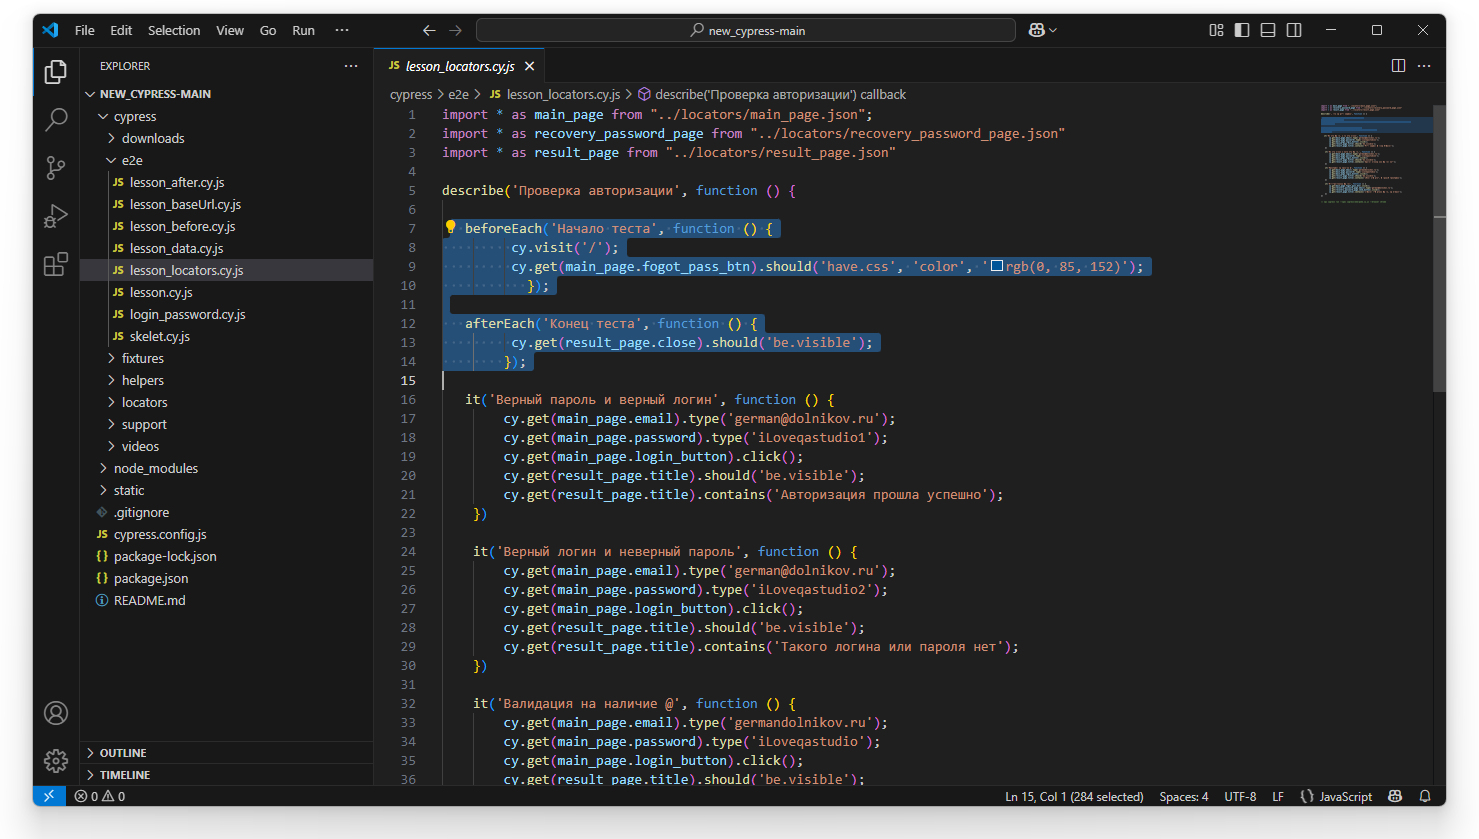 File Edit Selection View Go Run ···
new_cypress-main
EXPLORER ···
NEW_CYPRESS-MAIN
cypress
downloads
e2e
JS lesson_after.cy.js
JS lesson_baseUrl.cy.js
JS lesson_before.cy.js
JS lesson_data.cy.js
JS lesson_locators.cy.js
JS lesson.cy.js
JS login_password.cy.js
JS skelet.cy.js
fixtures
helpers
locators
support
videos
node_modules
static
.gitignore
JS cypress.config.js
{} package-lock.json
{} package.json
README.md
OUTLINE
TIMELINE
JS lesson_locators.cy.js
cypress > e2e > JS lesson_locators.cy.js > describe('Проверка авторизации') callback
1 import * as main_page from "../locators/main_page.json";
2 import * as recovery_password_page from "../locators/recovery_password_page.json"
3 import * as result_page from "../locators/result_page.json"
4
5 describe('Проверка авторизации', function () {
6
7 beforeEach('Начало теста', function () {
8 cy.visit('/');
9 cy.get(main_page.fogot_pass_btn).should('have.css', 'color', 'rgb(0, 85, 152)');
10 });
11
12 afterEach('Конец теста', function () {
13 cy.get(result_page.close).should('be.visible');
14 });
15
16 it('Верный пароль и верный логин', function () {
17 cy.get(main_page.email).type('german@dolnikov.ru');
18 cy.get(main_page.password).type('iLoveqastudio1');
19 cy.get(main_page.login_button).click();
20 cy.get(result_page.title).should('be.visible');
21 cy.get(result_page.title).contains('Авторизация прошла успешно');
22 })
23
24 it('Верный логин и неверный пароль', function () {
25 cy.get(main_page.email).type('german@dolnikov.ru');
26 cy.get(main_page.password).type('iLoveqastudio2');
27 cy.get(main_page.login_button).click();
28 cy.get(result_page.title).should('be.visible');
29 cy.get(result_page.title).contains('Такого логина или пароля нет');
30 })
31
32 it('Валидация на наличие @', function () {
33 cy.get(main_page.email).type('germandolnikov.ru');
34 cy.get(main_page.password).type('iLoveqastudio');
35 cy.get(main_page.login_button).click();
36 cy.get(result_page.title).should('be.visible');
0 0
Ln 15, Col 1 (284 selected) Spaces: 4 UTF-8 LF {} JavaScript